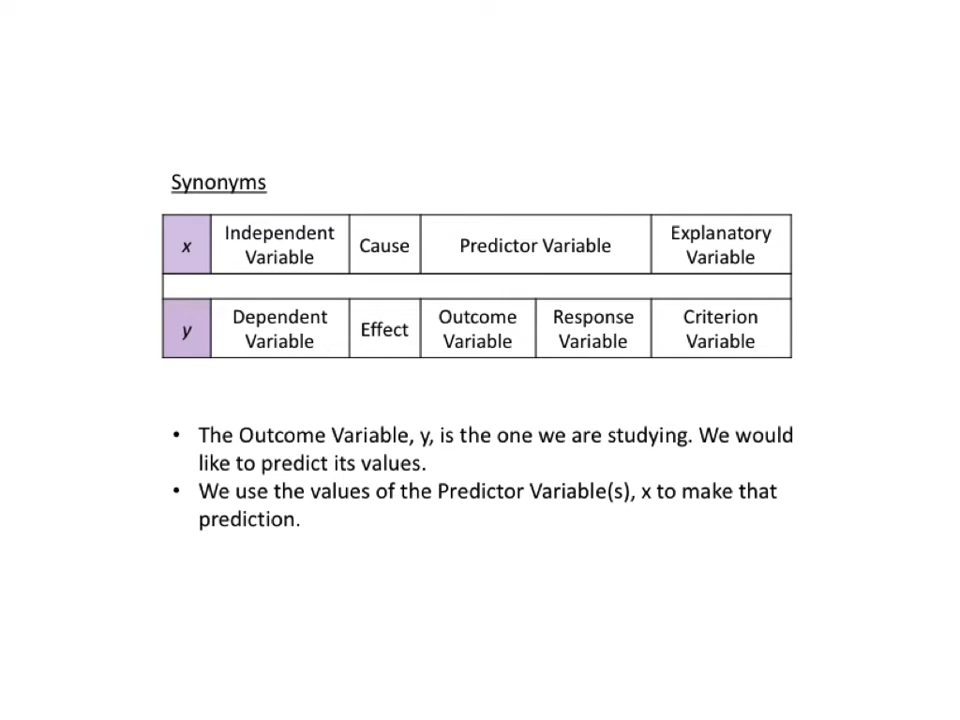 Synonyms
x Independent Variable Cause Predictor Variable Explanatory Variable
y Dependent Variable Effect Outcome Variable Response Variable Criterion Variable
• The Outcome Variable, y, is the one we are studying. We would
like to predict its values.
• We use the values of the Predictor Variable(s), x to make that
prediction.